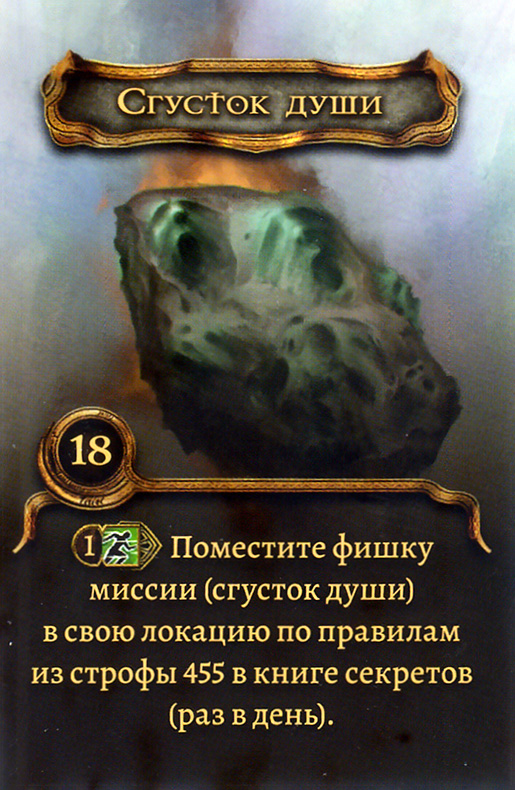 Сгусток души
18
1 Поместите фишку
миссии (сгусток души)
в свою локацию по правилам
из строфы 455 в книге секретов
(раз в день).